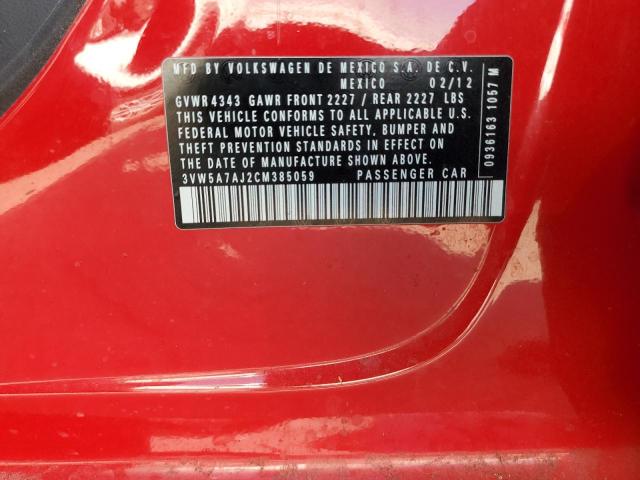 MFD BY VOLKSWAGEN DE MEXICO S.A. DE C.V.
MEXICO 02/12
GVWR 4343 GAWR FRONT 2227 / REAR 2227 LBS
THIS VEHICLE CONFORMS TO ALL APPLICABLE U.S.
FEDERAL MOTOR VEHICLE SAFETY, BUMPER AND
THEFT PREVENTION STANDARDS IN EFFECT ON
THE DATE OF MANUFACTURE SHOWN ABOVE.
3VW5A7AJ2CM385059 PASSENGER CAR
0936163 1057 M